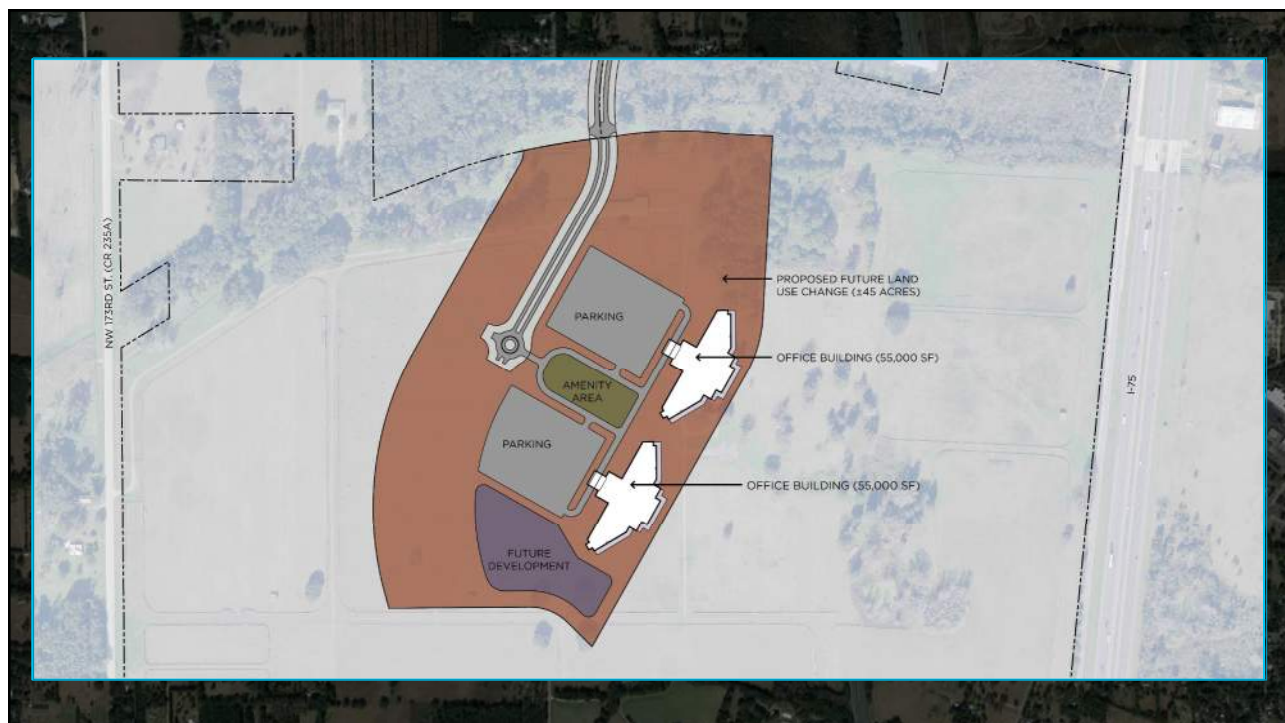 NW 173RD ST. (CR 235A)
PROPOSED FUTURE LAND
USE CHANGE (±45 ACRES)
PARKING
OFFICE BUILDING (55,000 SF)
AMENITY
AREA
I-75
PARKING
OFFICE BUILDING (55,000 SF)
FUTURE
DEVELOPMENT